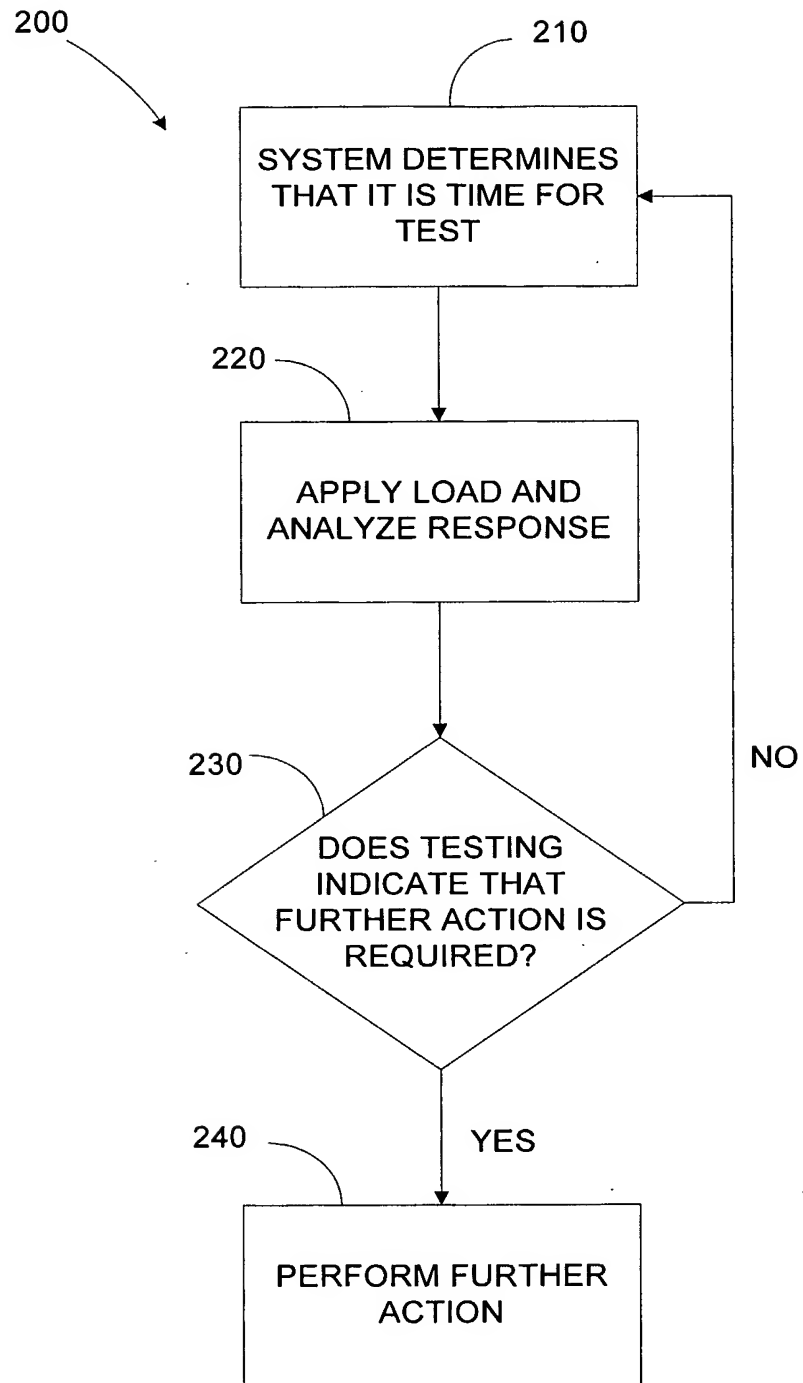 200
210
SYSTEM DETERMINES
THAT IT IS TIME FOR
TEST
220
APPLY LOAD AND
ANALYZE RESPONSE
230
NO
DOES TESTING
INDICATE THAT
FURTHER ACTION IS
REQUIRED?
240
YES
PERFORM FURTHER
ACTION